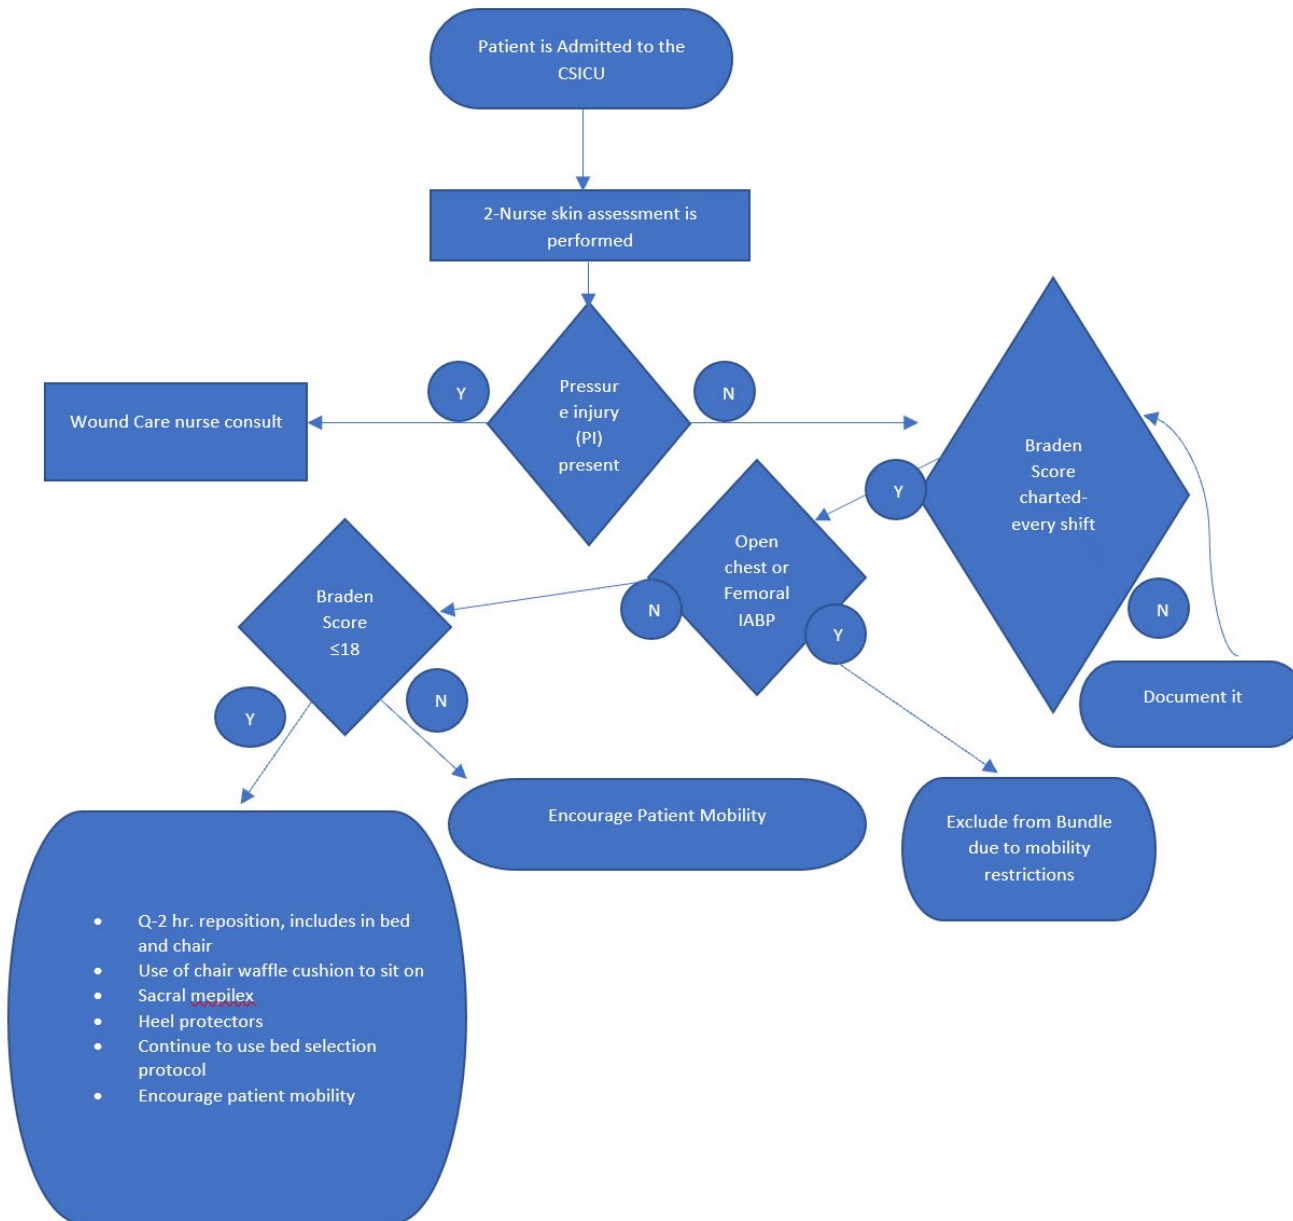 Patient is Admitted to the
CSICU
2-Nurse skin assessment is
performed
Y
Pressur
e injury
(PI)
present
N
Wound Care nurse consult
Braden
Score
charted-
every shift
Y
N
Document it
Open
chest or
Femoral
IABP
N
Y
Braden
Score
≤18
Y
N
Encourage Patient Mobility
Exclude from Bundle
due to mobility
restrictions
• Q-2 hr. reposition, includes in bed
and chair
• Use of chair waffle cushion to sit on
• Sacral mepilex
• Heel protectors
• Continue to use bed selection
protocol
• Encourage patient mobility